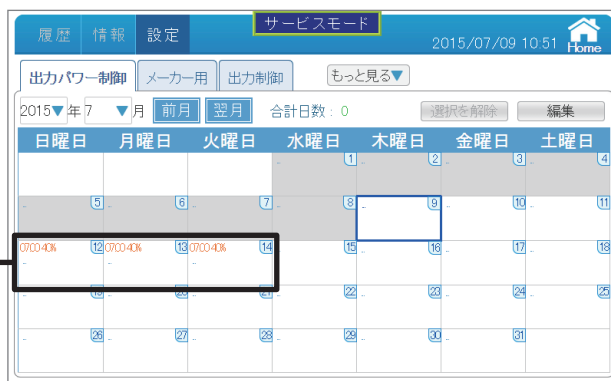 サービスモード
履歴 情報 設定 2015/07/09 10:51 Home
出力パワー制御 メーカー用 出力制御 もっと見る▼
2015▼年 7 ▼月 前月 翌月 合計日数：0 選択を解除 編集
日曜日 月曜日 火曜日 水曜日 木曜日 金曜日 土曜日
1 2 3 4
5 6 7 8 9 10 11
0700 40% 12 0700 40% 13 0700 40% 14 15 16 17 18
19 20 21 22 23 24 25
26 27 28 29 30 31